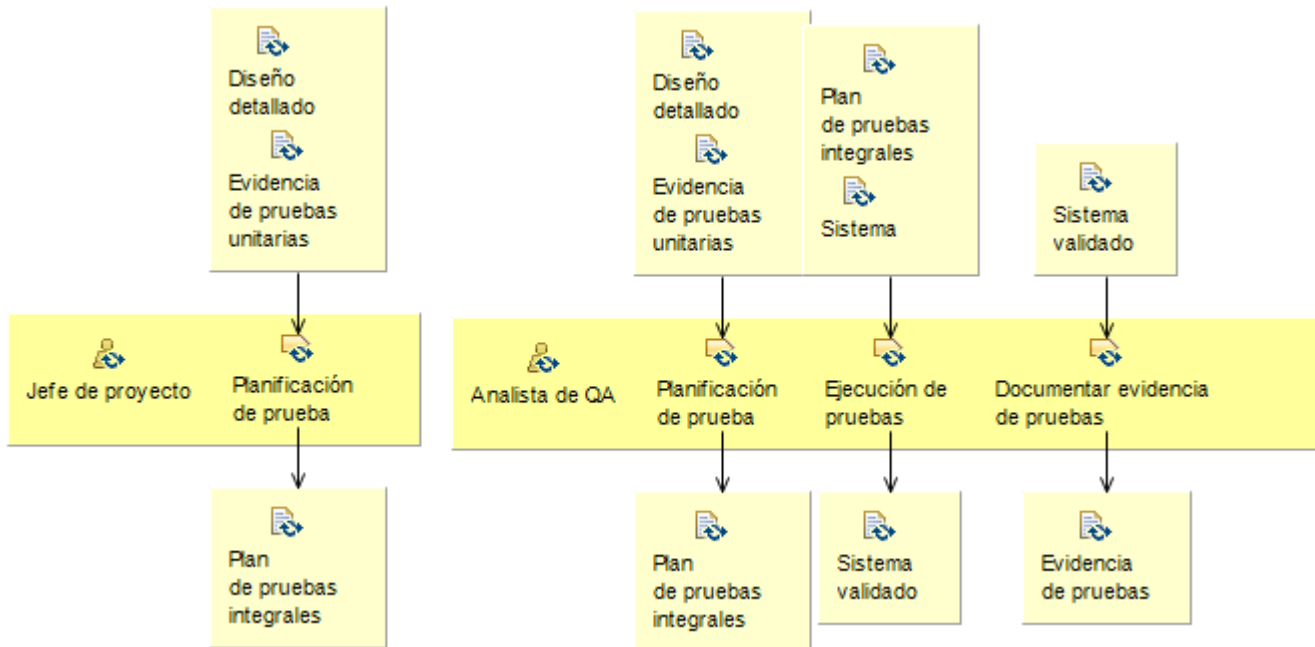 Diseño
detallado
Evidencia
de pruebas
unitarias
Jefe de proyecto
Planificación
de prueba
Plan
de pruebas
integrales
Diseño
detallado
Evidencia
de pruebas
unitarias
Plan
de pruebas
integrales
Sistema
Sistema
validado
Analista de QA
Planificación
de prueba
Ejecución de
pruebas
Documentar evidencia
de pruebas
Plan
de pruebas
integrales
Sistema
validado
Evidencia
de pruebas